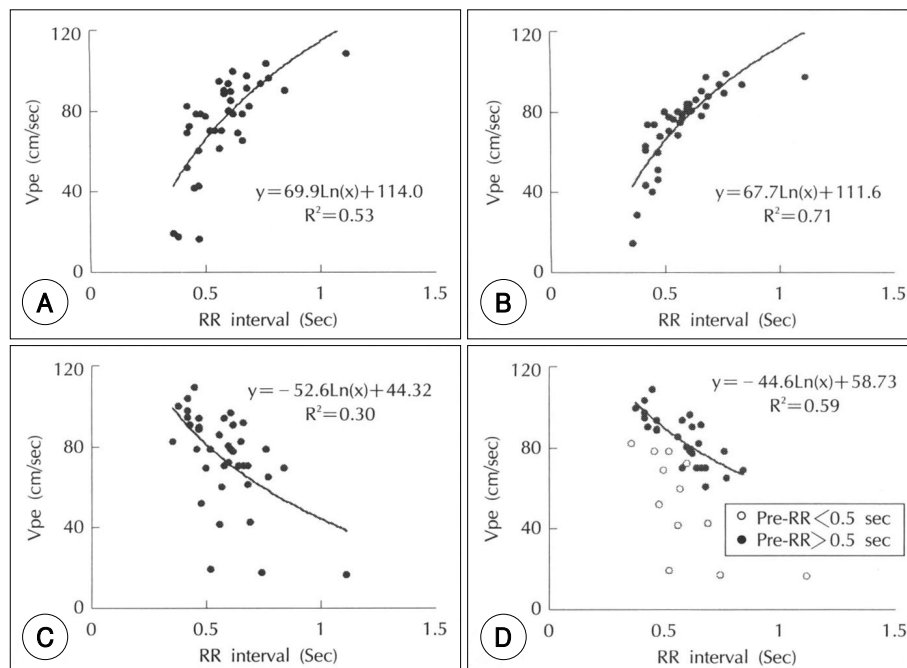 120
80
40
0
Vpe (cm/sec)
y=69.9Ln(x)+114.0
R²=0.53
0 0.5 1 1.5
RR interval (Sec)
A
120
80
40
0
Vpe (cm/sec)
y=67.7Ln(x)+111.6
R²=0.71
0 0.5 1 1.5
RR interval (Sec)
B
120
80
40
0
Vpe (cm/sec)
y=−52.6Ln(x)+44.32
R²=0.30
0 0.5 1 1.5
RR interval (Sec)
C
120
80
40
0
Vpe (cm/sec)
y=−44.6Ln(x)+58.73
R²=0.59
Pre-RR<0.5 sec
Pre-RR>0.5 sec
0 0.5 1 1.5
RR interval (Sec)
D